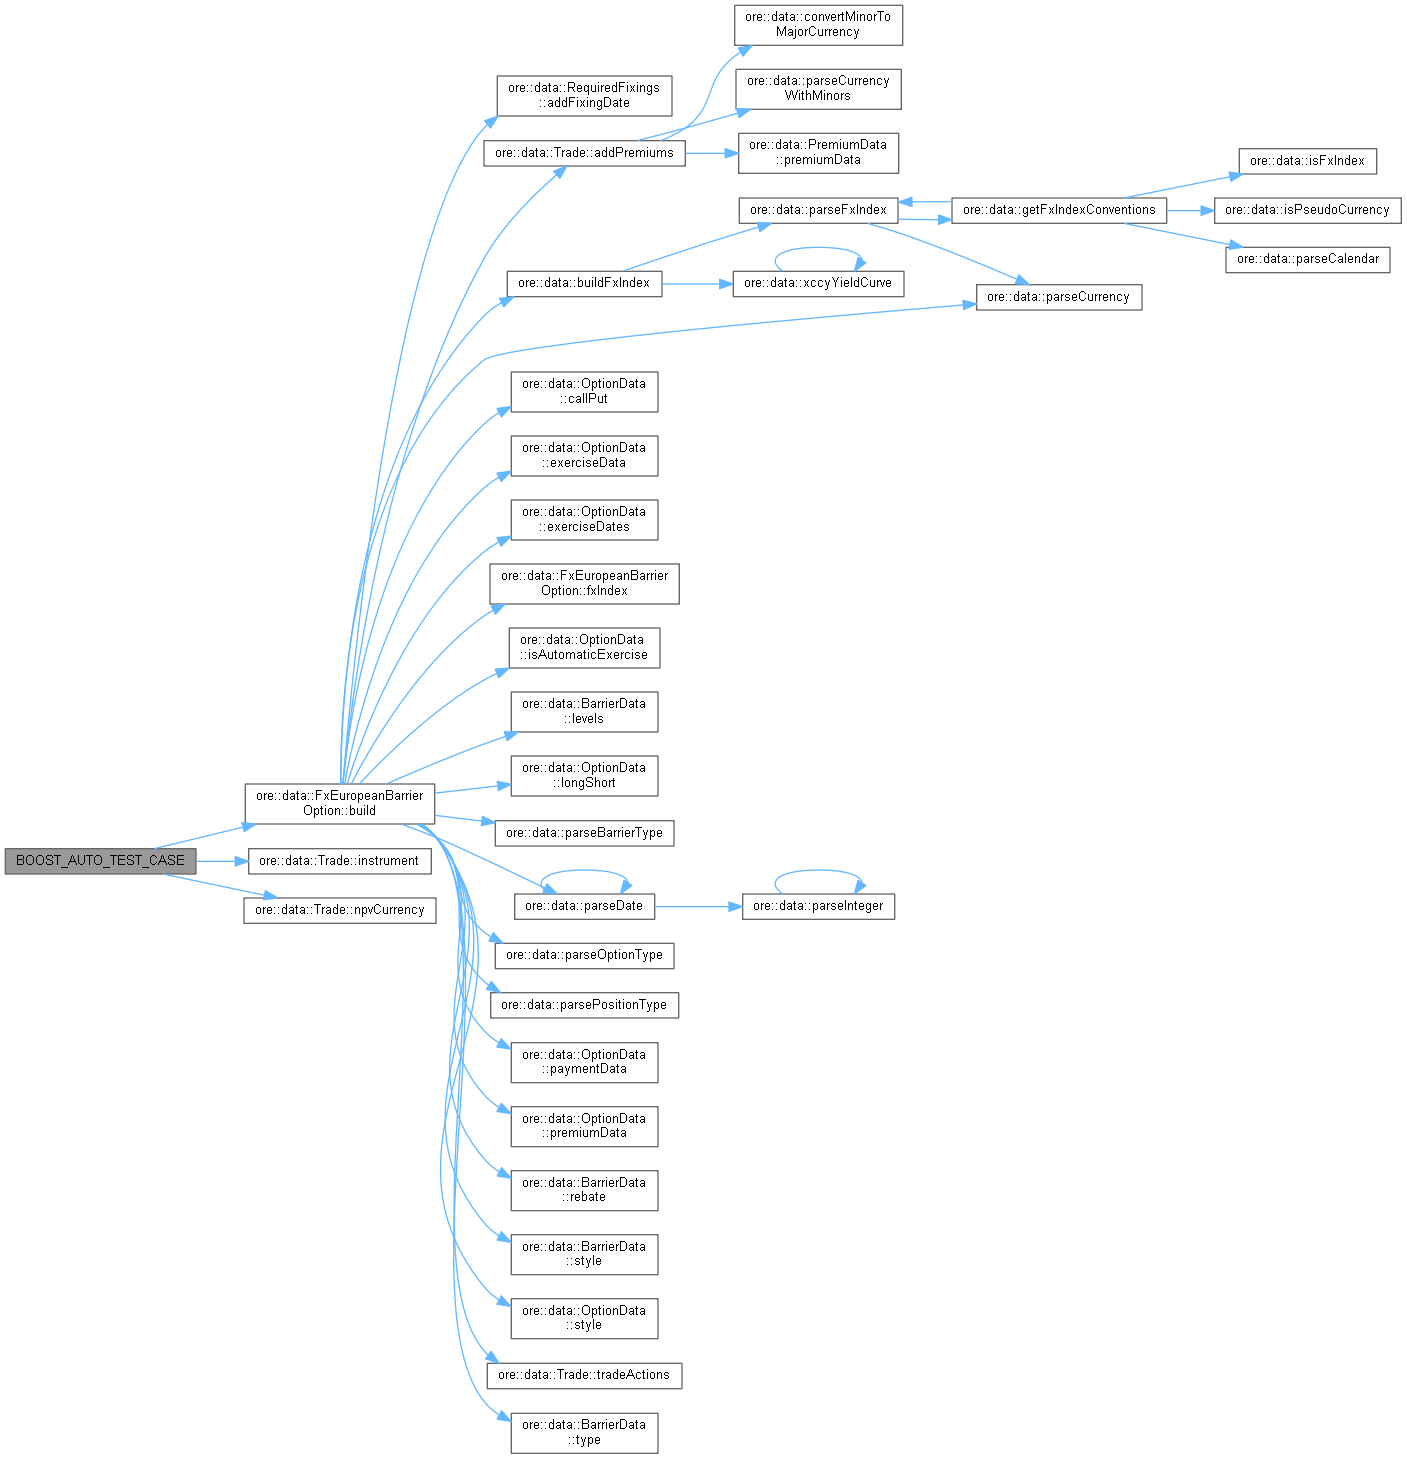 ore::data::convertMinorTo
MajorCurrency
ore::data::RequiredFixings
::addFixingDate
ore::data::parseCurrency
WithMinors
ore::data::Trade::addPremiums
ore::data::PremiumData
::premiumData
ore::data::isFxIndex
ore::data::parseFxIndex
ore::data::getFxIndexConventions
ore::data::isPseudoCurrency
ore::data::parseCalendar
ore::data::buildFxIndex
ore::data::xccyYieldCurve
ore::data::parseCurrency
ore::data::OptionData
::callPut
ore::data::OptionData
::exerciseData
ore::data::OptionData
::exerciseDates
ore::data::FxEuropeanBarrier
Option::fxIndex
ore::data::OptionData
::isAutomaticExercise
ore::data::BarrierData
::levels
ore::data::OptionData
::longShort
ore::data::FxEuropeanBarrier
Option::build
ore::data::parseBarrierType
BOOST_AUTO_TEST_CASE
ore::data::Trade::instrument
ore::data::Trade::npvCurrency
ore::data::parseDate
ore::data::parseInteger
ore::data::parseOptionType
ore::data::parsePositionType
ore::data::OptionData
::paymentData
ore::data::OptionData
::premiumData
ore::data::BarrierData
::rebate
ore::data::BarrierData
::style
ore::data::OptionData
::style
ore::data::Trade::tradeActions
ore::data::BarrierData
::type